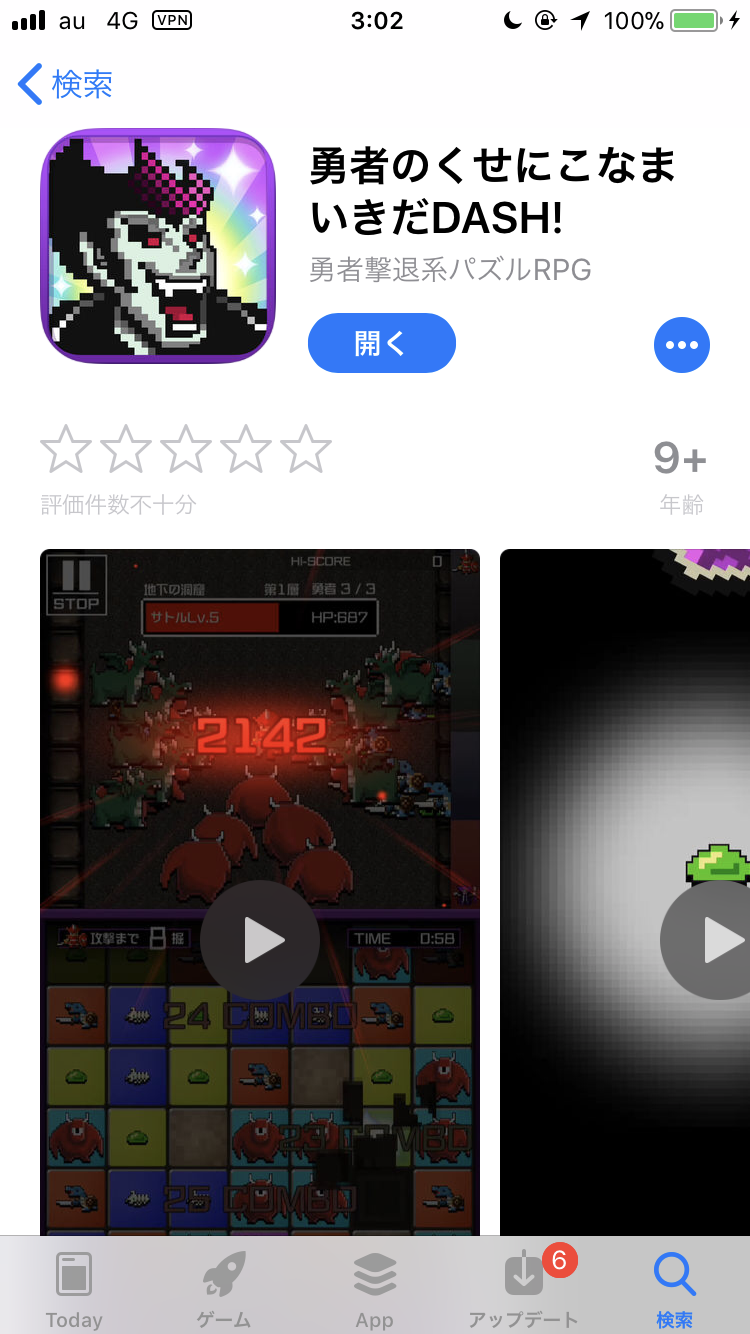 au 4G VPN 3:02 100%
検索
勇者のくせにこなま
いきだDASH!
勇者撃退系パズルRPG
開く
評価件数不十分
9+
年齢
HI-SCORE 0
STOP
地下の洞窟 第1層 勇者 3 / 3
サトルLv.5 HP:687
2142
攻撃まで 8 掘 TIME 0:58
24 COMBO
23 COMBO
25 COMBO
Today ゲーム App アップデート 6 検索